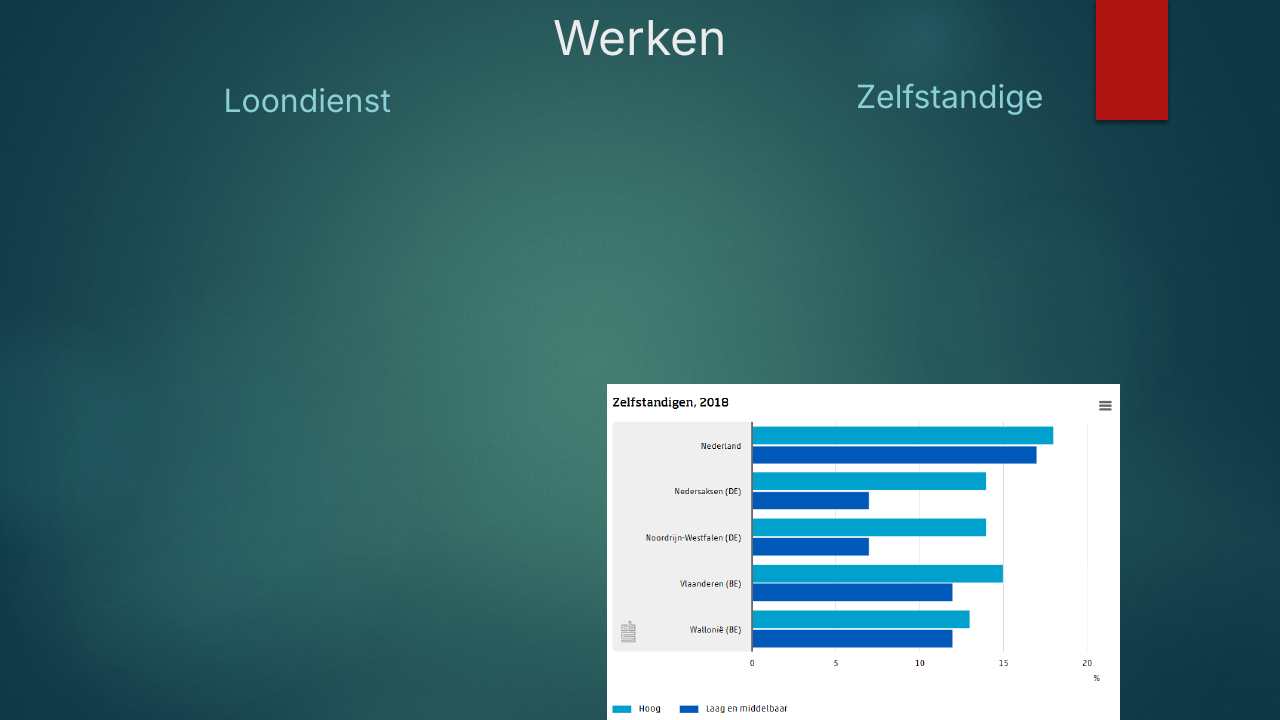 Werken
Loondienst
Zelfstandige
Zelfstandigen, 2018
Nederland
Nedersaksen (DE)
Noordrijn-Westfalen (DE)
Vlaanderen (BE)
Wallonië (BE)
0 5 10 15 20
%
Hoog Laag en middelbaar